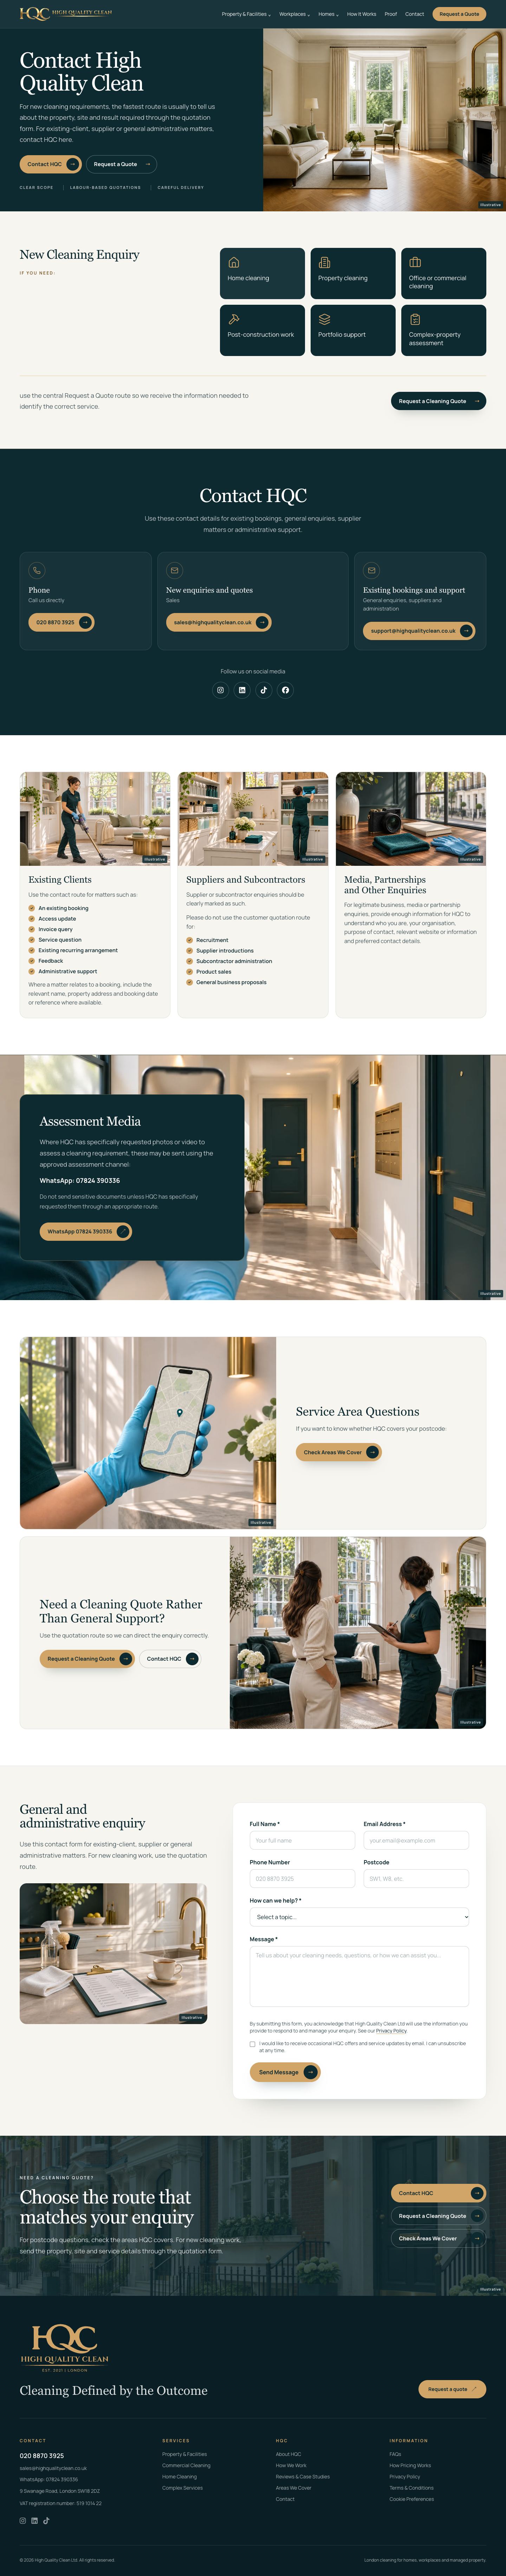 HQC HIGH QUALITY CLEAN
Property & Facilities
Workplaces
Homes
How It Works
Proof
Contact
Request a Quote
Contact High
Quality Clean
For new cleaning requirements, the fastest route is usually to tell us
about the property, site and result required through the quotation
form. For existing-client, supplier or general administrative matters,
contact HQC here.
Contact HQC
Request a Quote
CLEAR SCOPE
LABOUR-BASED QUOTATIONS
CAREFUL DELIVERY
Illustrative
New Cleaning Enquiry
IF YOU NEED:
Home cleaning
Property cleaning
Office or commercial
cleaning
Post-construction work
Portfolio support
Complex-property
assessment
use the central Request a Quote route so we receive the information needed to
identify the correct service.
Request a Cleaning Quote
Contact HQC
Use these contact details for existing bookings, general enquiries, supplier
matters or administrative support.
Phone
Call us directly
020 8870 3925
New enquiries and quotes
Sales
sales@highqualityclean.co.uk
Existing bookings and support
General enquiries, suppliers and
administration
support@highqualityclean.co.uk
Follow us on social media
Illustrative
Existing Clients
Use the contact route for matters such as:
An existing booking
Access update
Invoice query
Service question
Existing recurring arrangement
Feedback
Administrative support
Where a matter relates to a booking, include the
relevant name, property address and booking date
or reference where available.
Illustrative
Suppliers and Subcontractors
Supplier or subcontractor enquiries should be
clearly marked as such.
Please do not use the customer quotation route
for:
Recruitment
Supplier introductions
Subcontractor administration
Product sales
General business proposals
Illustrative
Media, Partnerships
and Other Enquiries
For legitimate business, media or partnership
enquiries, provide enough information for HQC to
understand who you are, your organisation,
purpose of contact, relevant website or information
and preferred contact details.
Assessment Media
Where HQC has specifically requested photos or video to
assess a cleaning requirement, these may be sent using the
approved assessment channel:
WhatsApp: 07824 390336
Do not send sensitive documents unless HQC has specifically
requested them through an appropriate route.
WhatsApp 07824 390336
Illustrative
Illustrative
Service Area Questions
If you want to know whether HQC covers your postcode:
Check Areas We Cover
Need a Cleaning Quote Rather
Than General Support?
Use the quotation route so we can direct the enquiry correctly.
Request a Cleaning Quote
Contact HQC
Illustrative
General and
administrative enquiry
Use this contact form for existing-client, supplier or general
administrative matters. For new cleaning work, use the quotation
route.
Illustrative
Full Name *
Your full name
Email Address *
your.email@example.com
Phone Number
020 8870 3925
Postcode
SW1, W8, etc.
How can we help? *
Select a topic...
Message *
Tell us about your cleaning needs, questions, or how we can assist you...
By submitting this form, you acknowledge that High Quality Clean Ltd will use the information you
provide to respond to and manage your enquiry. See our Privacy Policy.
I would like to receive occasional HQC offers and service updates by email. I can unsubscribe
at any time.
Send Message
NEED A CLEANING QUOTE?
Choose the route that
matches your enquiry
For postcode questions, check the areas HQC covers. For new cleaning work,
send the property, site and service details through the quotation form.
Contact HQC
Request a Cleaning Quote
Check Areas We Cover
Illustrative
HQC
HIGH QUALITY CLEAN
EST. 2021 | LONDON
Cleaning Defined by the Outcome
Request a quote
CONTACT
020 8870 3925
sales@highqualityclean.co.uk
WhatsApp: 07824 390336
9 Swanage Road, London SW18 2DZ
VAT registration number: 519 1014 22
SERVICES
Property & Facilities
Commercial Cleaning
Home Cleaning
Complex Services
HQC
About HQC
How We Work
Reviews & Case Studies
Areas We Cover
Contact
INFORMATION
FAQs
How Pricing Works
Privacy Policy
Terms & Conditions
Cookie Preferences
© 2026 High Quality Clean Ltd. All rights reserved.
London cleaning for homes, workplaces and managed property.